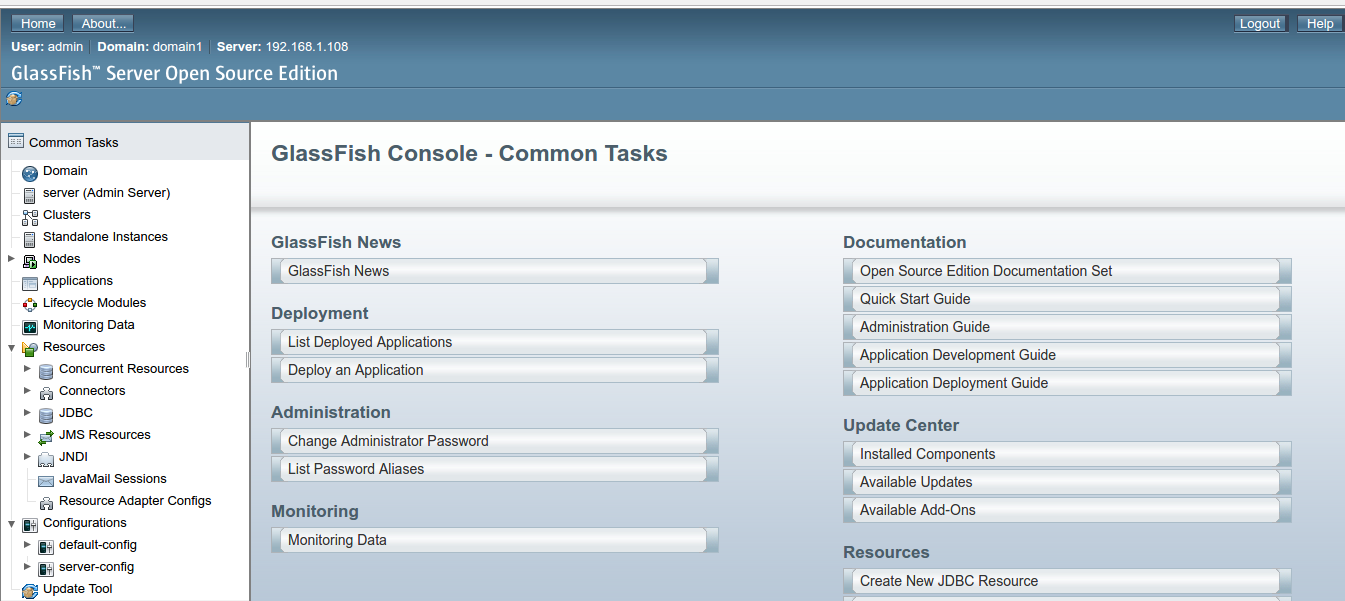 Home About... Logout Help
User: admin Domain: domain1 Server: 192.168.1.108
GlassFish™ Server Open Source Edition
Common Tasks
Domain
server (Admin Server)
Clusters
Standalone Instances
Nodes
Applications
Lifecycle Modules
Monitoring Data
Resources
Concurrent Resources
Connectors
JDBC
JMS Resources
JNDI
JavaMail Sessions
Resource Adapter Configs
Configurations
default-config
server-config
Update Tool
GlassFish Console - Common Tasks
GlassFish News
GlassFish News
Deployment
List Deployed Applications
Deploy an Application
Administration
Change Administrator Password
List Password Aliases
Monitoring
Monitoring Data
Documentation
Open Source Edition Documentation Set
Quick Start Guide
Administration Guide
Application Development Guide
Application Deployment Guide
Update Center
Installed Components
Available Updates
Available Add-Ons
Resources
Create New JDBC Resource